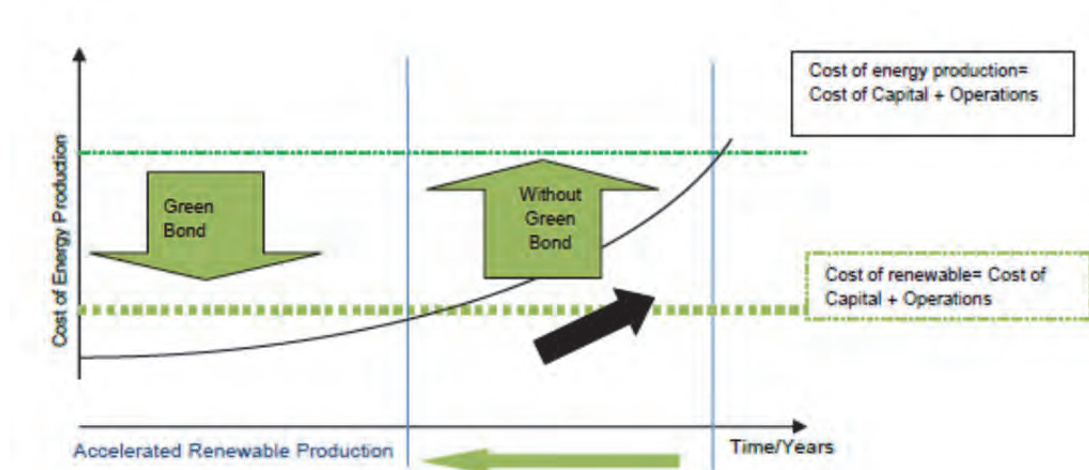 Cost of energy production=
Cost of Capital + Operations
Cost of Energy Production
Green
Bond
Without
Green
Bond
Cost of renewable= Cost of
Capital + Operations
Accelerated Renewable Production
Time/Years